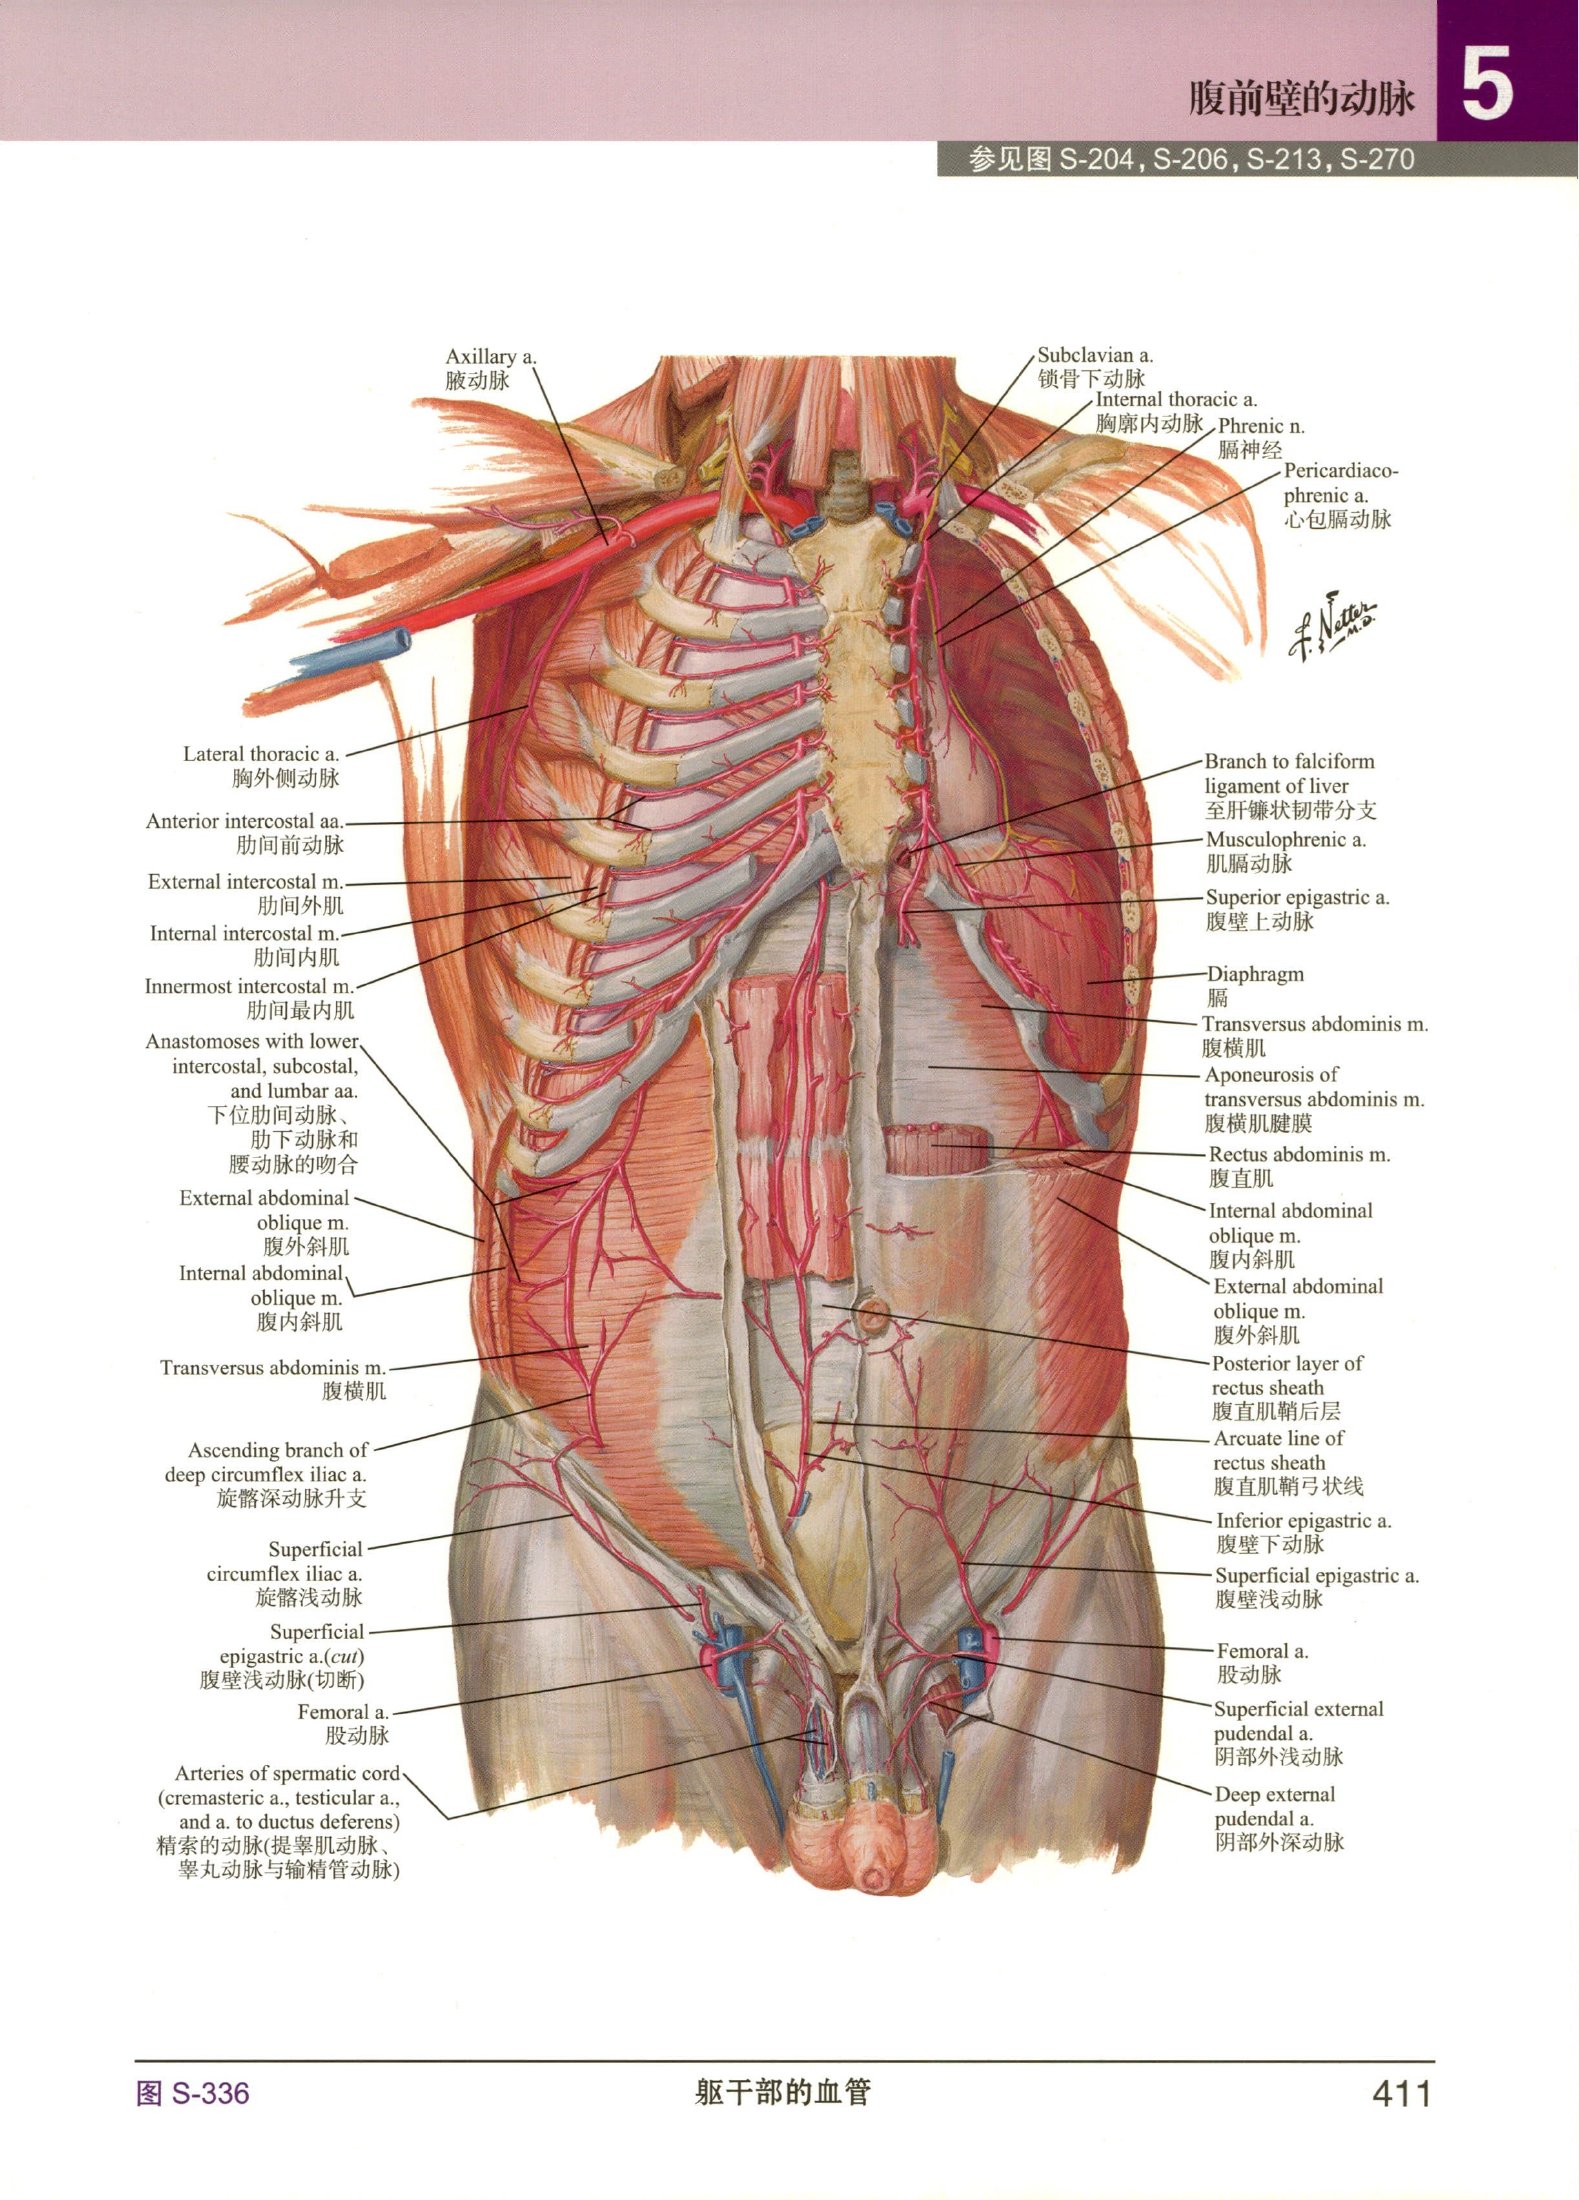 腹前壁的动脉
5
参见图 S-204, S-206, S-213, S-270
Axillary a.
腋动脉
Subclavian a.
锁骨下动脉
Internal thoracic a.
胸廓内动脉
Phrenic n.
膈神经
Pericardiaco-
phrenic a.
心包膈动脉
F. Netter
M.D.
Lateral thoracic a.
胸外侧动脉
Anterior intercostal aa.
肋间前动脉
External intercostal m.
肋间外肌
Internal intercostal m.
肋间内肌
Innermost intercostal m.
肋间最内肌
Anastomoses with lower
intercostal, subcostal,
and lumbar aa.
下位肋间动脉、
肋下动脉和
腰动脉的吻合
External abdominal
oblique m.
腹外斜肌
Internal abdominal
oblique m.
腹内斜肌
Transversus abdominis m.
腹横肌
Ascending branch of
deep circumflex iliac a.
旋髂深动脉升支
Superficial
circumflex iliac a.
旋髂浅动脉
Superficial
epigastric a.(cut)
腹壁浅动脉(切断)
Femoral a.
股动脉
Arteries of spermatic cord
(cremasteric a., testicular a.,
and a. to ductus deferens)
精索的动脉(提睾肌动脉、
睾丸动脉与输精管动脉)
Branch to falciform
ligament of liver
至肝镰状韧带分支
Musculophrenic a.
肌膈动脉
Superior epigastric a.
腹壁上动脉
Diaphragm
膈
Transversus abdominis m.
腹横肌
Aponeurosis of
transversus abdominis m.
腹横肌腱膜
Rectus abdominis m.
腹直肌
Internal abdominal
oblique m.
腹内斜肌
External abdominal
oblique m.
腹外斜肌
Posterior layer of
rectus sheath
腹直肌鞘后层
Arcuate line of
rectus sheath
腹直肌鞘弓状线
Inferior epigastric a.
腹壁下动脉
Superficial epigastric a.
腹壁浅动脉
Femoral a.
股动脉
Superficial external
pudendal a.
阴部外浅动脉
Deep external
pudendal a.
阴部外深动脉
图 S-336
躯干部的血管
411